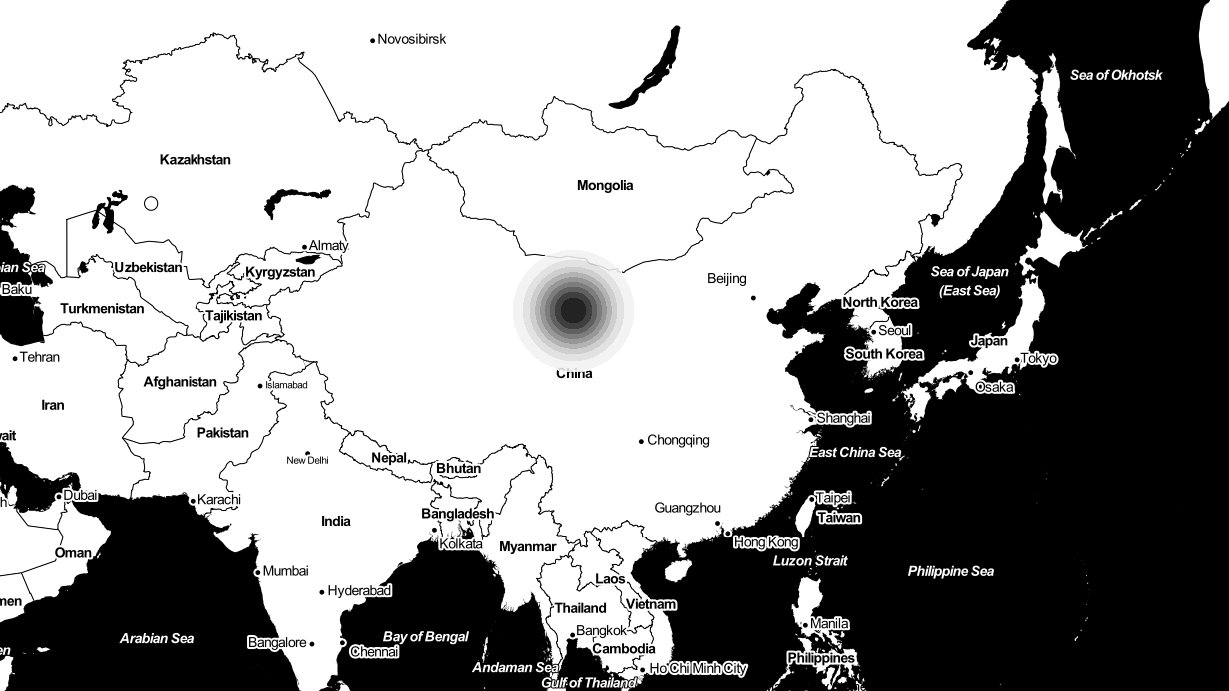 Novosibirsk
Sea of Okhotsk
Kazakhstan
Mongolia
Almaty
Uzbekistan
Kyrgyzstan
ian Sea
Baku
Beijing
Sea of Japan
(East Sea)
Turkmenistan
Tajikistan
North Korea
Seoul
South Korea
Japan
Tokyo
Osaka
Tehran
Afghanistan
Islamabad
China
Iran
Pakistan
Shanghai
Chongqing
East China Sea
ait
New Delhi
Nepal
Bhutan
Dubai
h
Karachi
India
Bangladesh
Kolkata
Guangzhou
Hong Kong
Taipei
Taiwan
Oman
Myanmar
Luzon Strait
Philippine Sea
Mumbai
Hyderabad
Laos
men
Thailand
Vietnam
Arabian Sea
Bay of Bengal
Bangkok
Manila
Bangalore
Chennai
Cambodia
en
Andaman Sea
Ho Chi Minh City
Philippines
Gulf of Thailand